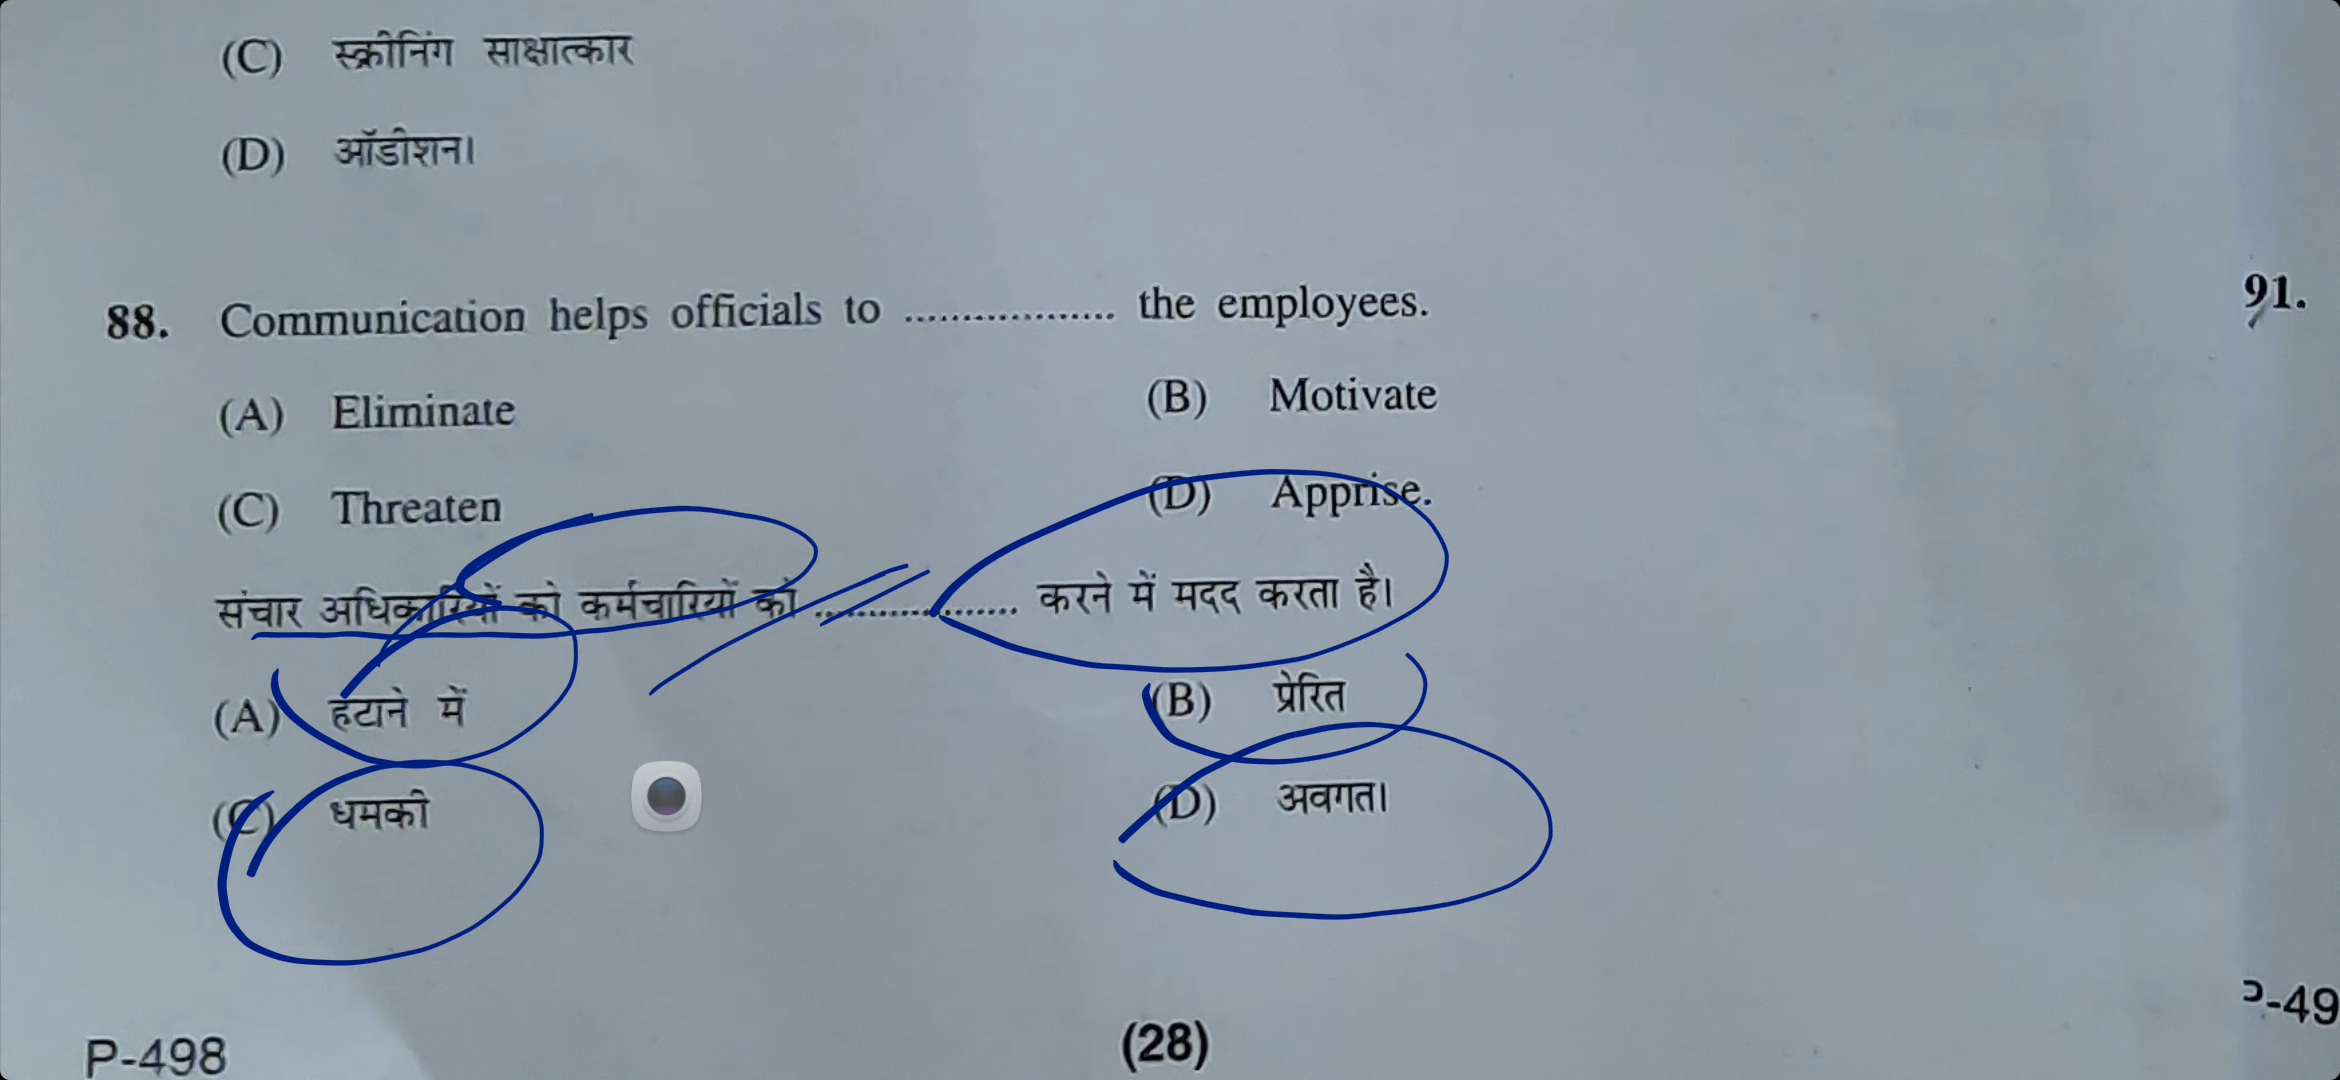 (C) स्क्रीनिंग साक्षात्कार
(D) ऑडीशन।
88. Communication helps officials to .................. the employees.
91.
(A) Eliminate (B) Motivate
(C) Threaten (D) Apprise.
संचार अधिकारियों को कर्मचारियों को .................. करने में मदद करता है।
(A) हटाने में (B) प्रेरित
(C) धमकी (D) अवगत।
P-498 (28)